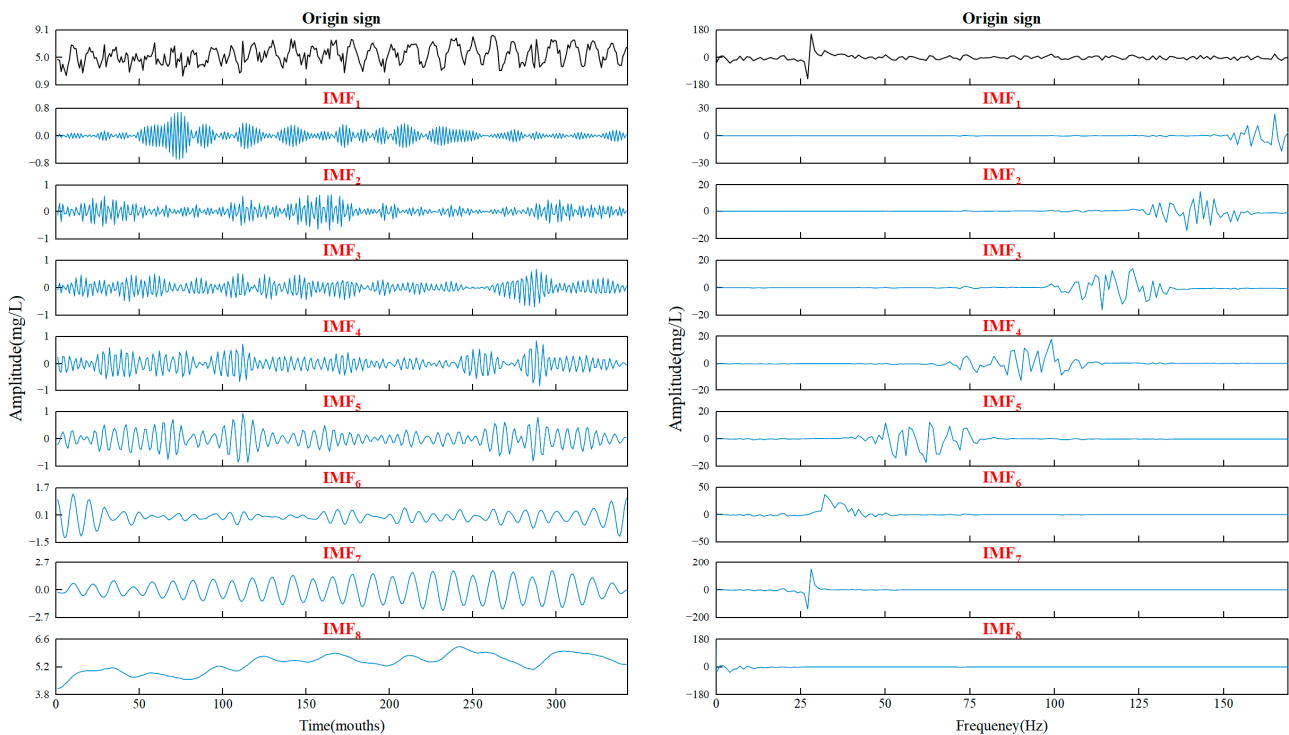 Origin sign
9.1
5.0
0.9
IMF1
0.8
0.0
−0.8
IMF2
1
0
−1
IMF3
1
0
−1
IMF4
1
0
−1
IMF5
1
0
−1
IMF6
1.7
0.1
−1.5
IMF7
2.7
0.0
−2.7
IMF8
6.6
5.2
3.8
0 50 100 150 200 250 300
Time(mouths)
Amplitude(mg/L)
Origin sign
180
0
−180
IMF1
30
0
−30
IMF2
20
0
−20
IMF3
20
0
−20
IMF4
20
0
−20
IMF5
20
0
−20
IMF6
50
0
−50
IMF7
200
0
−200
IMF8
180
0
−180
0 25 50 75 100 125 150
Frequeney(Hz)
Amplitude(mg/L)